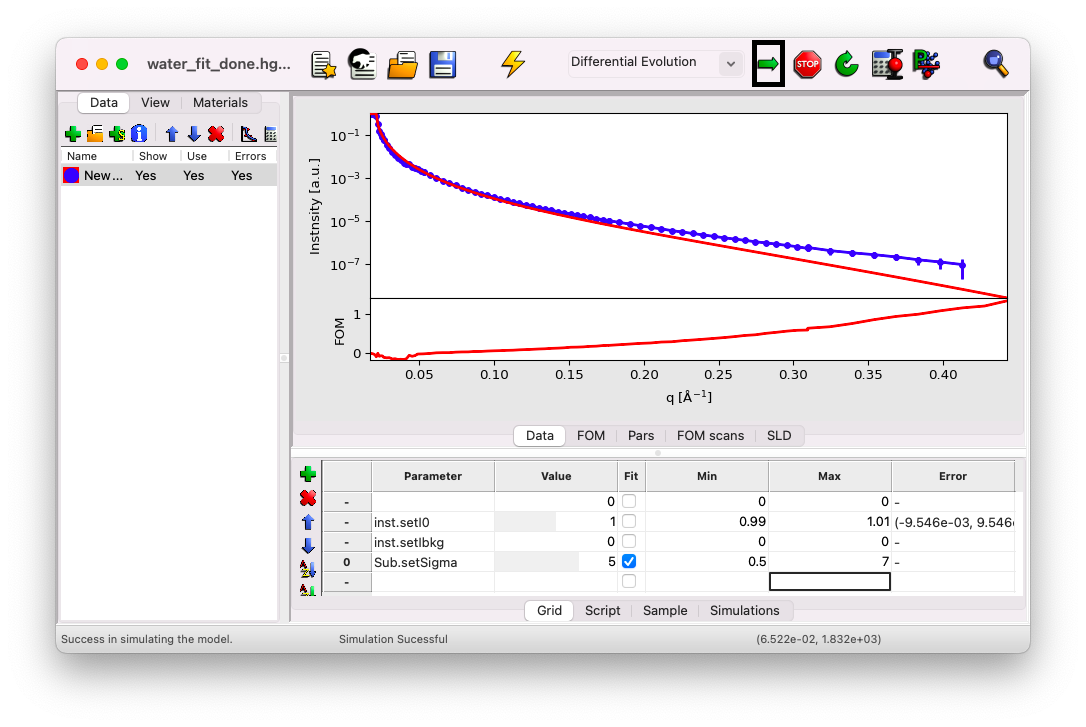 water_fit_done.hg...
Differential Evolution
STOP
Data View Materials
Name Show Use Errors
New... Yes Yes Yes
Instnsity [a.u.]
10⁻¹
10⁻³
10⁻⁵
10⁻⁷
FOM
1
0
0.05 0.10 0.15 0.20 0.25 0.30 0.35 0.40
q [Å⁻¹]
Data FOM Pars FOM scans SLD
Parameter Value Fit Min Max Error
- 0 0 0 -
- inst.setI0 1 0.99 1.01 (-9.546e-03, 9.546
- inst.setIbkg 0 0 0 -
0 Sub.setSigma 5 0.5 7 -
-
Grid Script Sample Simulations
Success in simulating the model. Simulation Sucessful (6.522e-02, 1.832e+03)